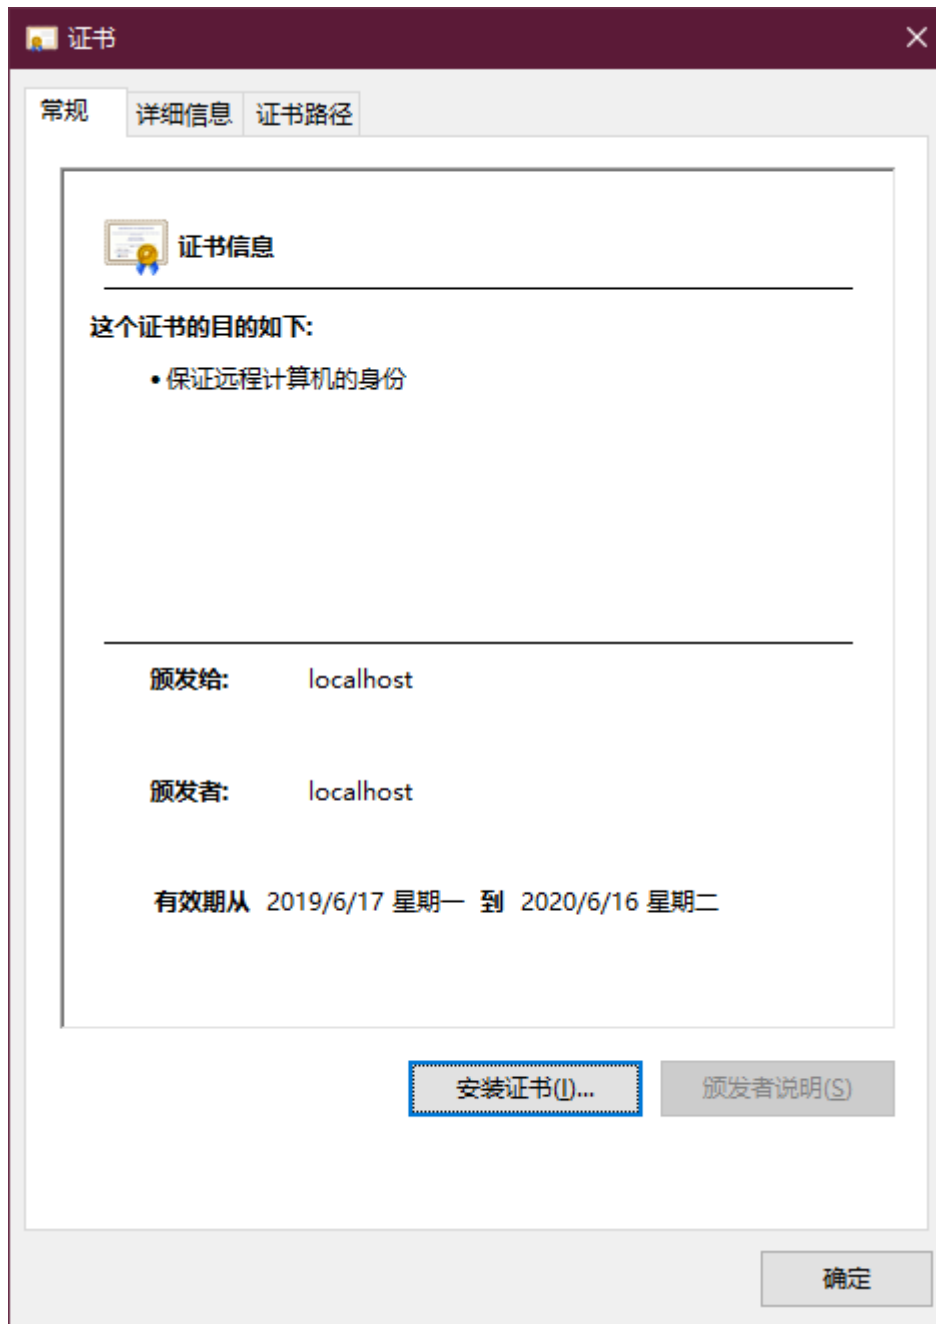 证书
常规 详细信息 证书路径
证书信息
这个证书的目的如下:
• 保证远程计算机的身份
颁发给: localhost
颁发者: localhost
有效期从 2019/6/17 星期一 到 2020/6/16 星期二
安装证书(I)... 颁发者说明(S)
确定